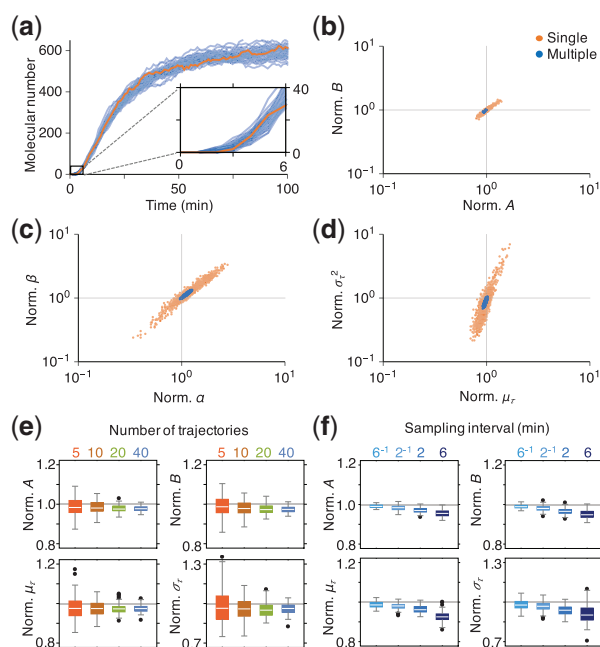 (a)
Molecular number
600
400
200
0
0
50
100
Time (min)
40
0
0
6
(b)
Single
Multiple
Norm. B
10¹
10⁰
10⁻¹
10⁻¹
10⁰
10¹
Norm. A
(c)
Norm. β
10¹
10⁰
10⁻¹
10⁻¹
10⁰
10¹
Norm. α
(d)
Norm. στ²
10¹
10⁰
10⁻¹
10⁻¹
10⁰
10¹
Norm. μτ
(e)
Number of trajectories
5 10 20 40
5 10 20 40
Norm. A
1.2
1.0
0.8
Norm. B
1.2
1.0
0.8
Norm. μτ
1.2
1.0
0.8
Norm. στ
1.3
1.0
0.7
(f)
Sampling interval (min)
6⁻¹ 2⁻¹ 2 6
6⁻¹ 2⁻¹ 2 6
Norm. A
1.2
1.0
0.8
Norm. B
1.2
1.0
0.8
Norm. μτ
1.2
1.0
0.8
Norm. στ
1.3
1.0
0.7